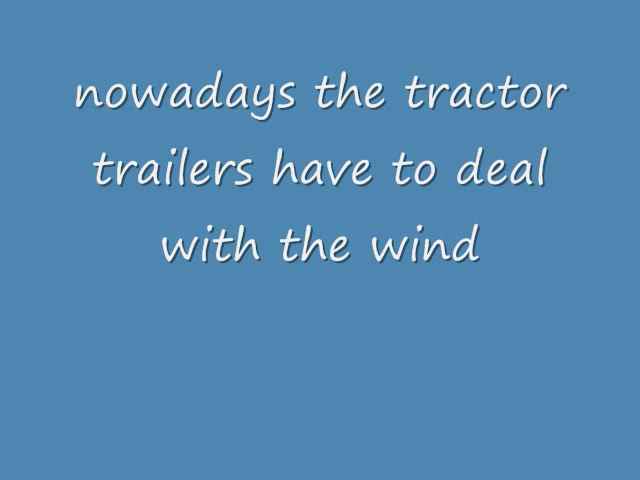 nowadays the tractor
trailers have to deal
with the wind